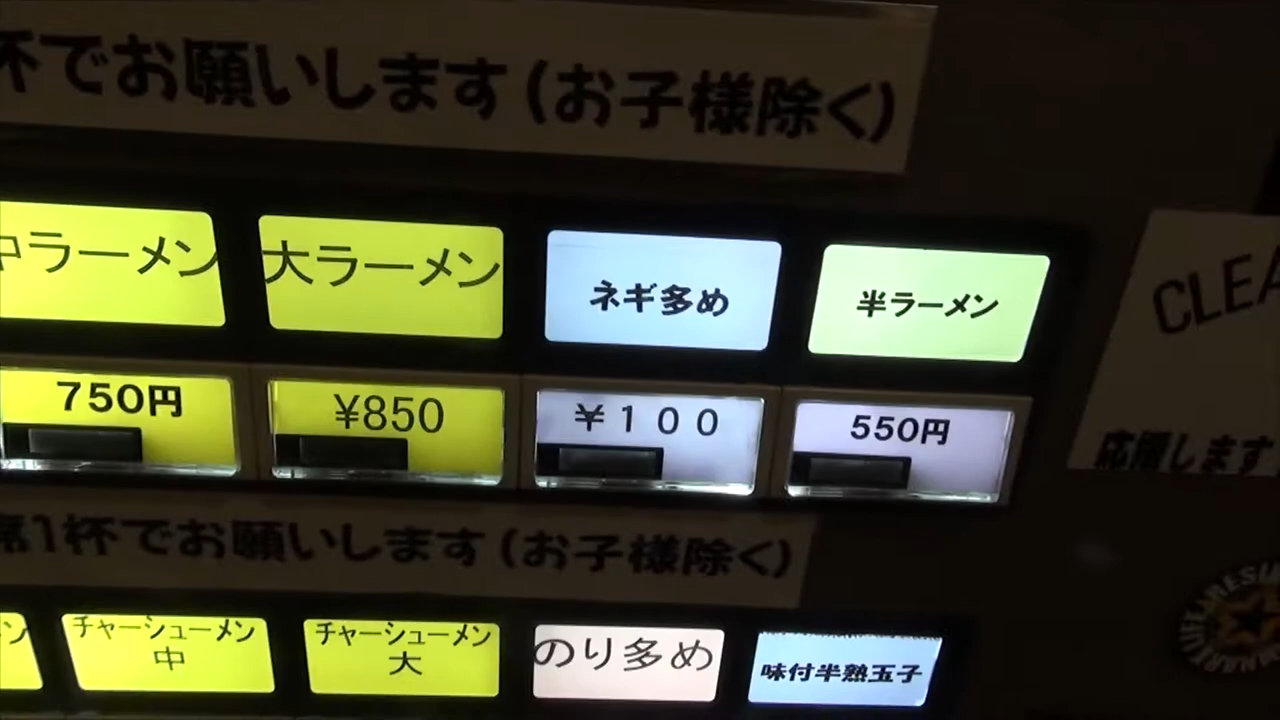 杯でお願いします(お子様除く)
中ラーメン
大ラーメン
ネギ多め
半ラーメン
750円
¥850
¥100
550円
CLEA
応願します
席1杯でお願いします(お子様除く)
ン
チャーシューメン
中
チャーシューメン
大
のり多め
味付半熟玉子